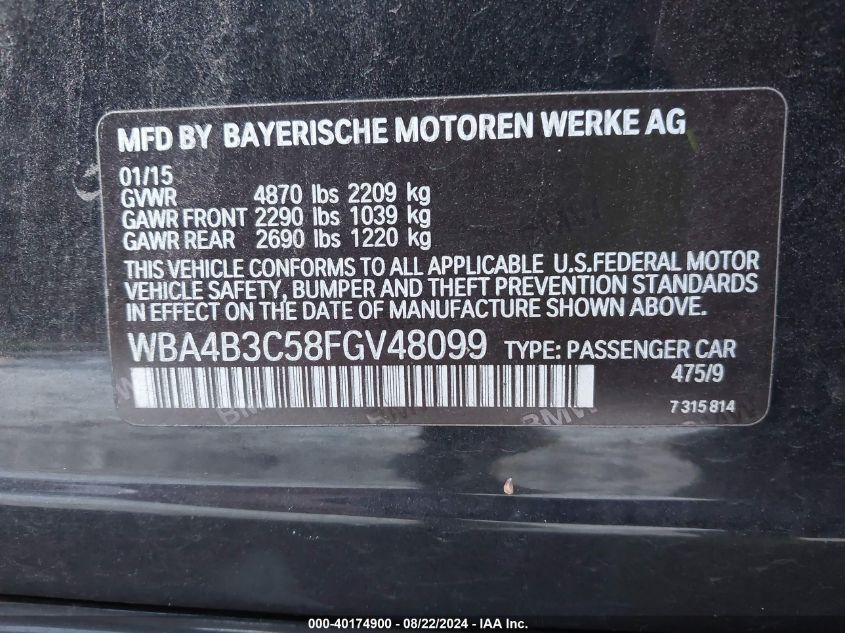 MFD BY BAYERISCHE MOTOREN WERKE AG
01/15
GVWR 4870 lbs 2209 kg
GAWR FRONT 2290 lbs 1039 kg
GAWR REAR 2690 lbs 1220 kg
THIS VEHICLE CONFORMS TO ALL APPLICABLE U.S.FEDERAL MOTOR
VEHICLE SAFETY, BUMPER AND THEFT PREVENTION STANDARDS
IN EFFECT ON THE DATE OF MANUFACTURE SHOWN ABOVE.
WBA4B3C58FGV48099 TYPE: PASSENGER CAR
475/9
7 315 814
BMW
000-40174900 - 08/22/2024 - IAA Inc.